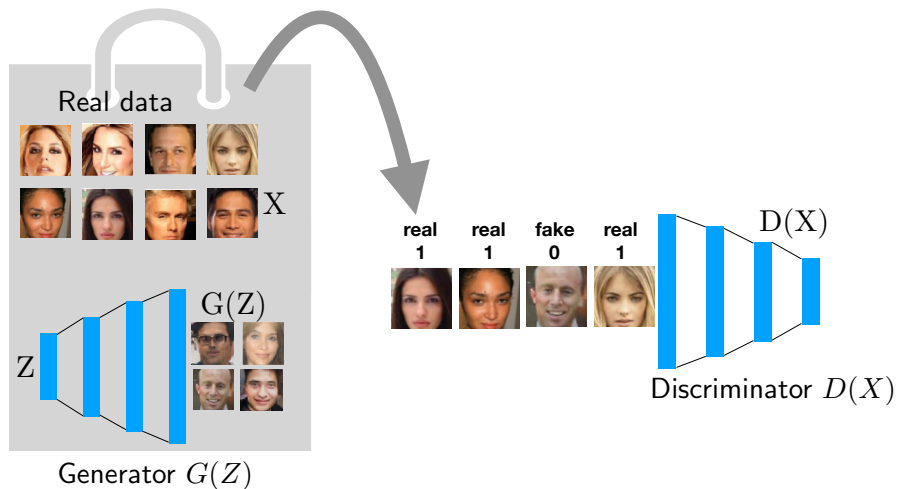 Real data
X
G(Z)
Z
Generator G(Z)
real real fake real
1 1 0 1
D(X)
Discriminator D(X)